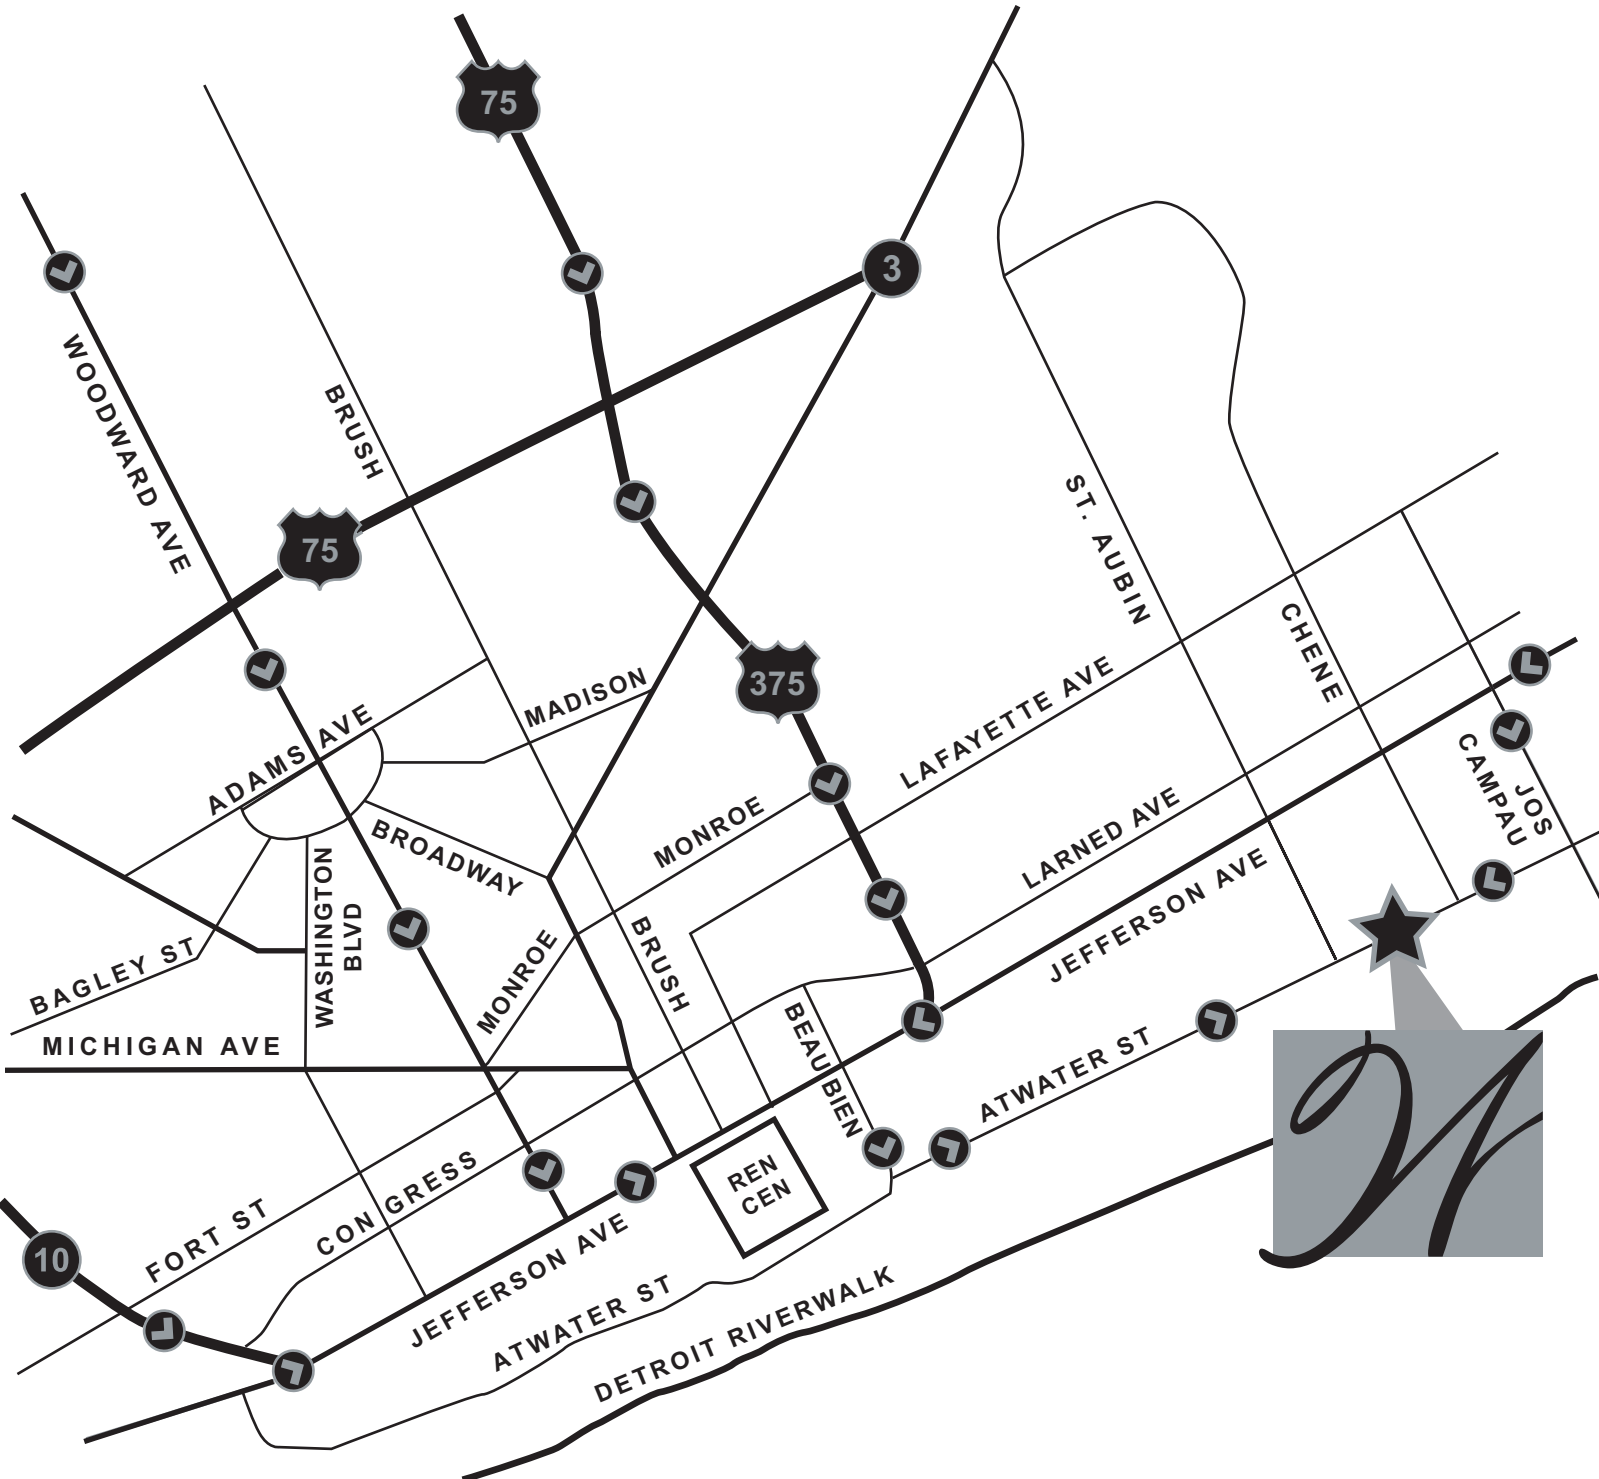 75
3
WOODWARD AVE
BRUSH
75
ST. AUBIN
CHENE
375
MADISON
LAFAYETTE AVE
ADAMS AVE
JOS
CAMPAU
BROADWAY
MONROE
LARNED AVE
WASHINGTON
BLVD
JEFFERSON AVE
BAGLEY ST
MONROE
BRUSH
MICHIGAN AVE
BEAUBIEN
ATWATER ST
REN
CEN
CONGRESS
FORT ST
10
JEFFERSON AVE
ATWATER ST
DETROIT RIVERWALK
W